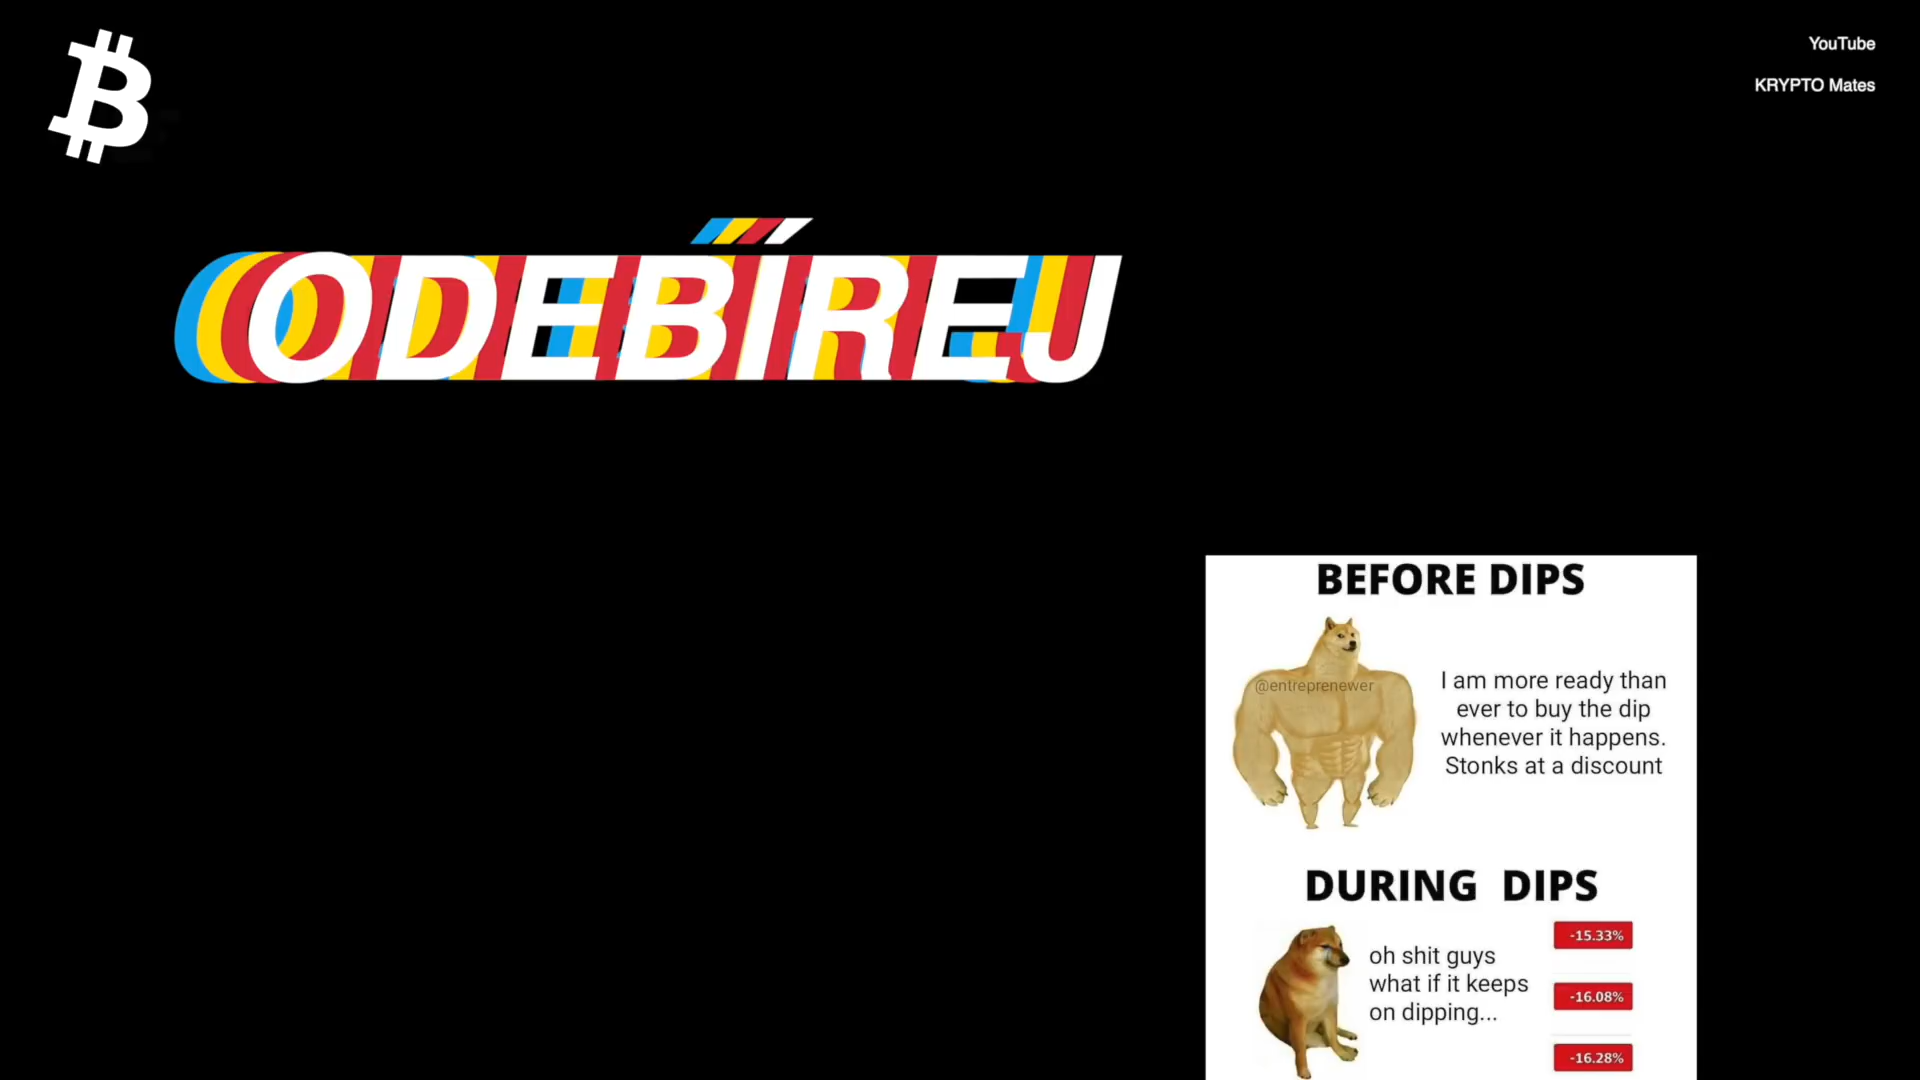 YouTube
KRYPTO Mates
ODEBÍREJ
BEFORE DIPS
@entreprenewer
I am more ready than
ever to buy the dip
whenever it happens.
Stonks at a discount
DURING DIPS
oh shit guys
what if it keeps
on dipping...
-15.33%
-16.08%
-16.28%